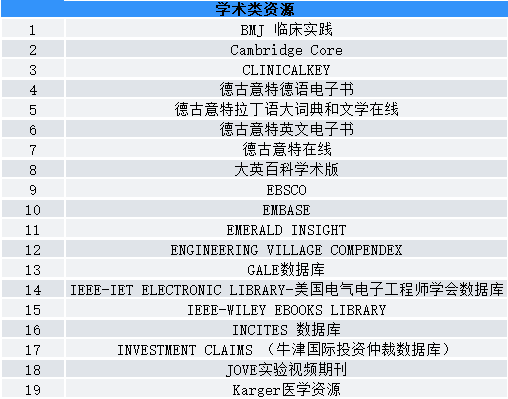 学术类资源
1 BMJ 临床实践
2 Cambridge Core
3 CLINICALKEY
4 德古意特德语电子书
5 德古意特拉丁语大词典和文学在线
6 德古意特英文电子书
7 德古意特在线
8 大英百科学术版
9 EBSCO
10 EMBASE
11 EMERALD INSIGHT
12 ENGINEERING VILLAGE COMPENDEX
13 GALE数据库
14 IEEE-IET ELECTRONIC LIBRARY-美国电气电子工程师学会数据库
15 IEEE-WILEY EBOOKS LIBRARY
16 INCITES 数据库
17 INVESTMENT CLAIMS （牛津国际投资仲裁数据库）
18 JOVE实验视频期刊
19 Karger医学资源